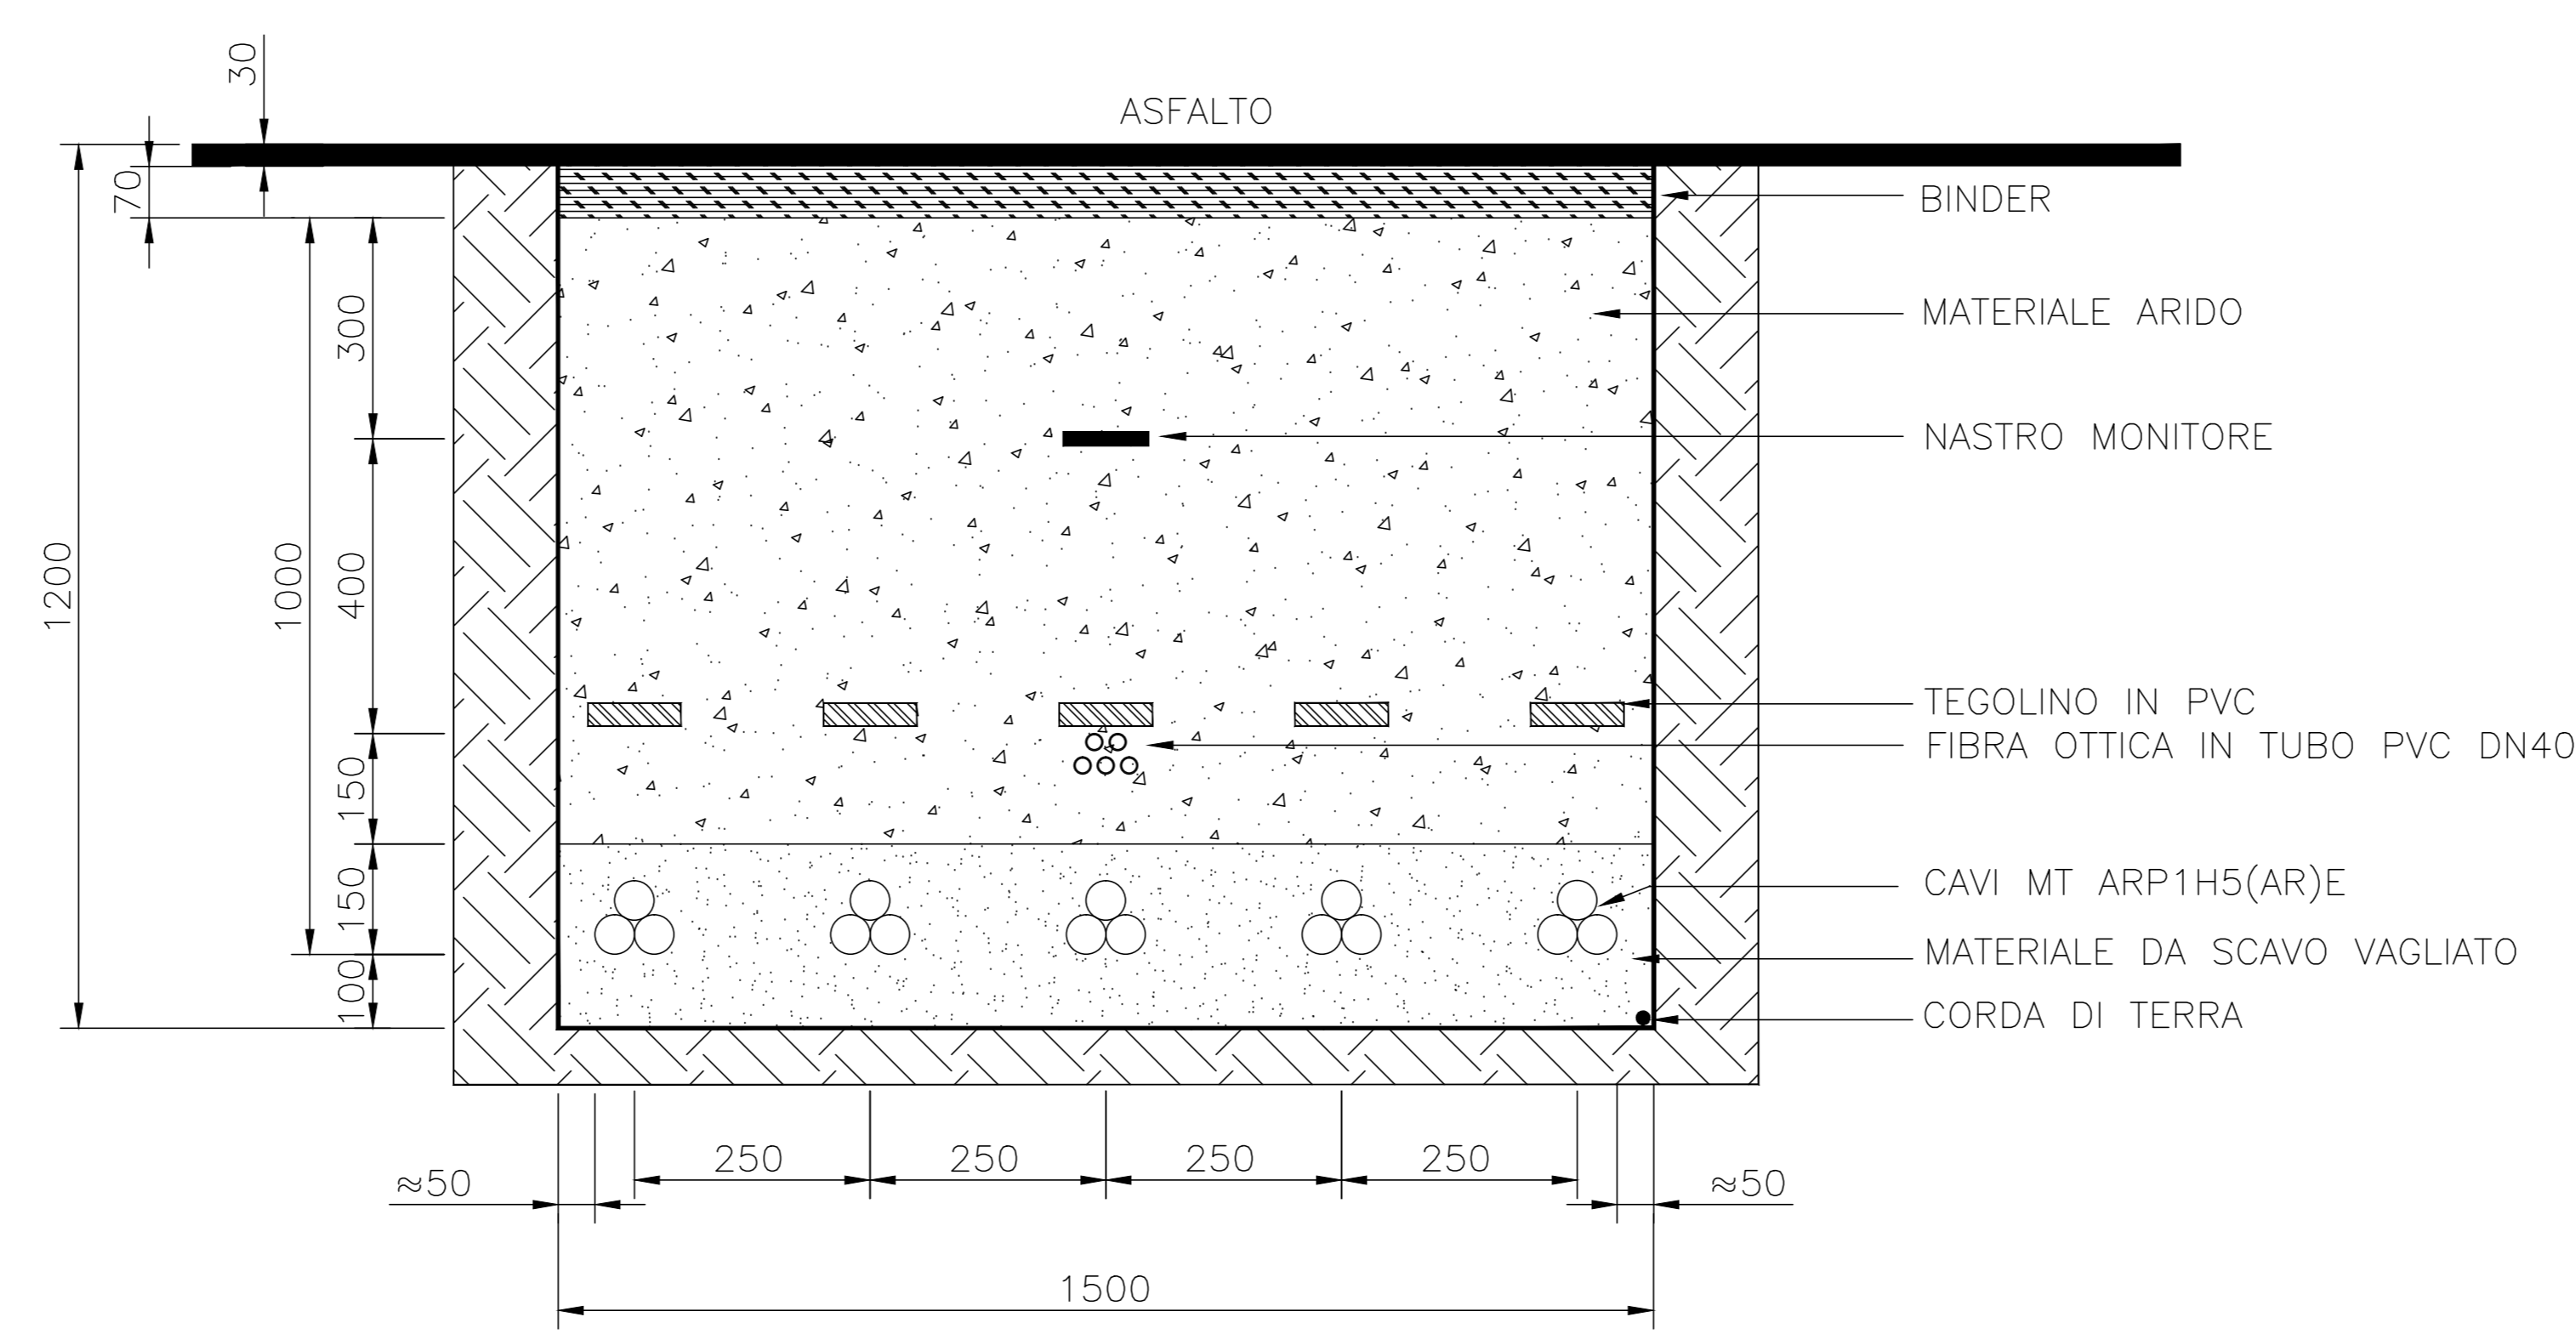 30
ASFALTO
70
BINDER
300
MATERIALE ARIDO
NASTRO MONITORE
1200
1000
400
TEGOLINO IN PVC
FIBRA OTTICA IN TUBO PVC DN40
150
150
CAVI MT ARP1H5(AR)E
MATERIALE DA SCAVO VAGLIATO
100
CORDA DI TERRA
250
250
250
250
≈50
≈50
1500